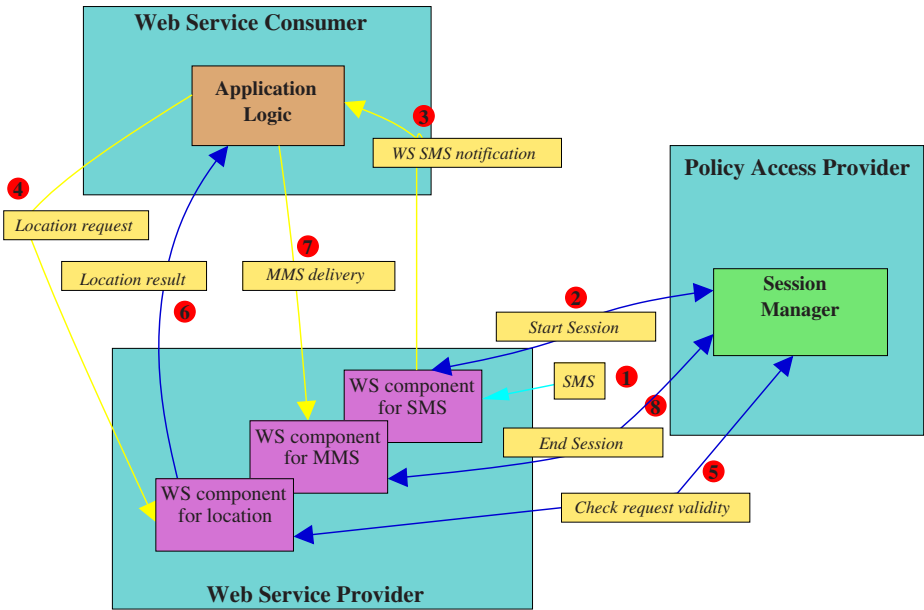 Web Service Consumer
Application
Logic
3
WS SMS notification
Policy Access Provider
4
Location request
7
Location result
MMS delivery
6
2
Start Session
Session
Manager
WS component
for SMS
SMS
1
8
WS component
for MMS
End Session
5
WS component
for location
Check request validity
Web Service Provider